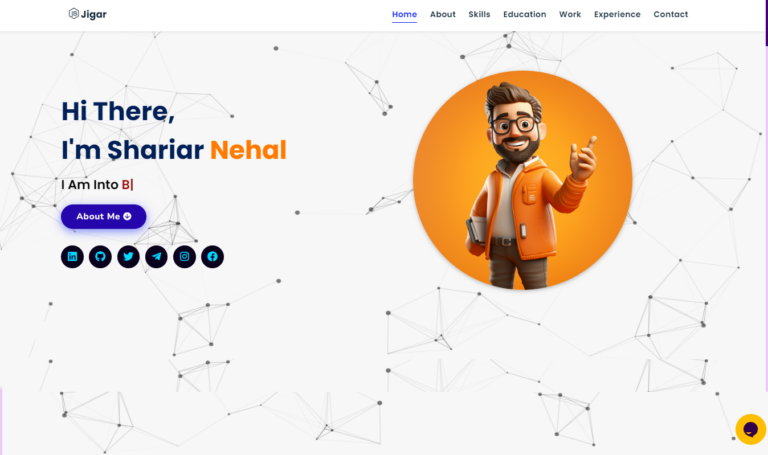 Jigar
Home About Skills Education Work Experience Contact
Hi There,
I'm Shariar Nehal
I Am Into B|
About Me